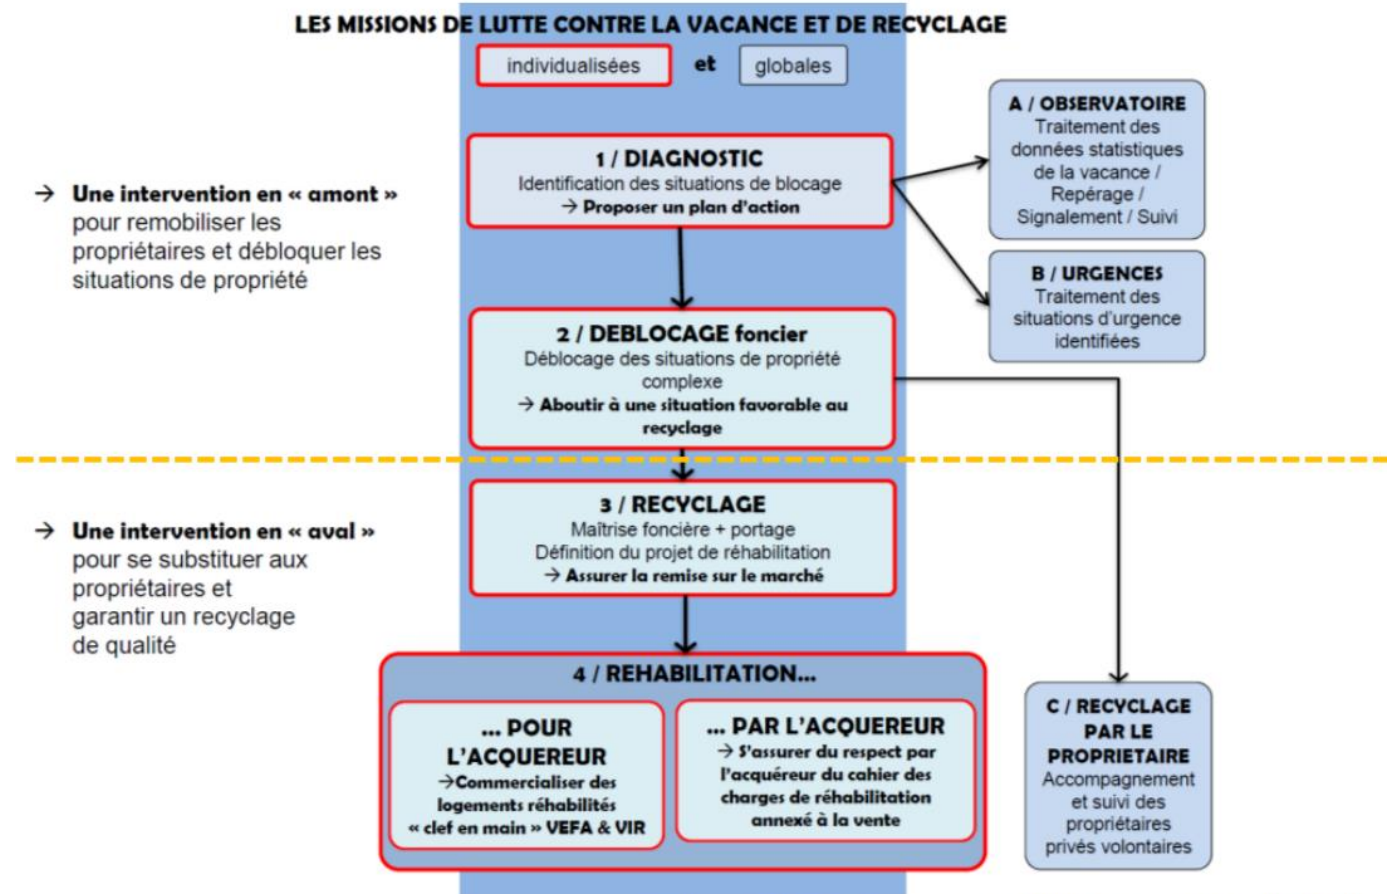 LES MISSIONS DE LUTTE CONTRE LA VACANCE ET DE RECYCLAGE
individualisées
et
globales
→ Une intervention en « amont »
pour remobiliser les
propriétaires et débloquer les
situations de propriété
1 / DIAGNOSTIC
Identification des situations de blocage
→ Proposer un plan d’action
A / OBSERVATOIRE
Traitement des
données statistiques
de la vacance /
Repérage /
Signalement / Suivi
B / URGENCES
Traitement des
situations d’urgence
identifiées
2 / DEBLOCAGE foncier
Déblocage des situations de propriété
complexe
→ Aboutir à une situation favorable au
recyclage
→ Une intervention en « aval »
pour se substituer aux
propriétaires et
garantir un recyclage
de qualité
3 / RECYCLAGE
Maîtrise foncière + portage
Définition du projet de réhabilitation
→ Assurer la remise sur le marché
4 / REHABILITATION...
... POUR
L’ACQUEREUR
→Commercialiser des
logements réhabilités
« clef en main » VEFA & VIR
... PAR L’ACQUEREUR
→ S’assurer du respect par
l’acquéreur du cahier des
charges de réhabilitation
annexé à la vente
C / RECYCLAGE
PAR LE
PROPRIETAIRE
Accompagnement
et suivi des
propriétaires
privés volontaires